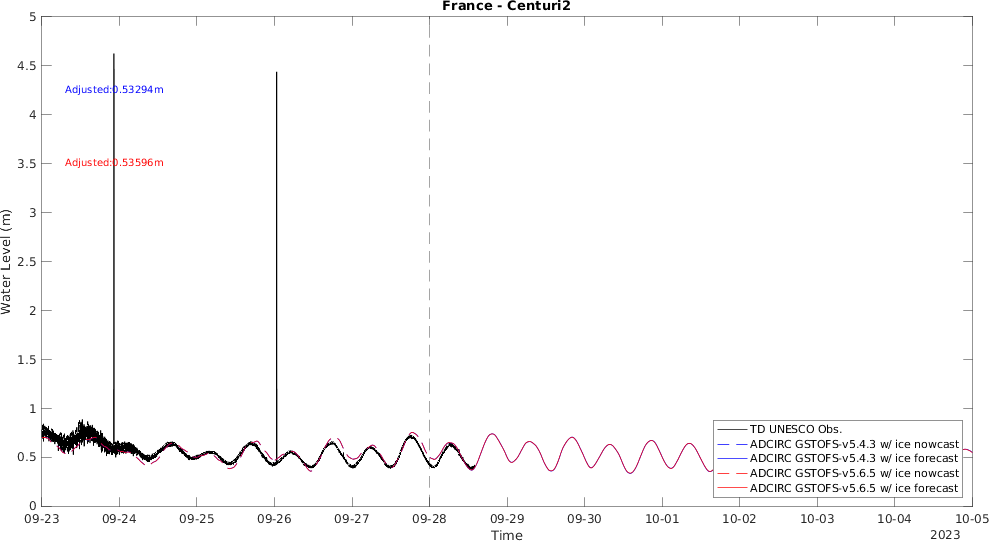 France - Centuri2
5
4.5
4
3.5
3
2.5
2
1.5
1
0.5
0
Water Level (m)
Adjusted:0.53294m
Adjusted:0.53596m
TD UNESCO Obs.
ADCIRC GSTOFS-v5.4.3 w/ ice nowcast
ADCIRC GSTOFS-v5.4.3 w/ ice forecast
ADCIRC GSTOFS-v5.6.5 w/ ice nowcast
ADCIRC GSTOFS-v5.6.5 w/ ice forecast
09-23 09-24 09-25 09-26 09-27 09-28 09-29 09-30 10-01 10-02 10-03 10-04 10-05
Time
2023